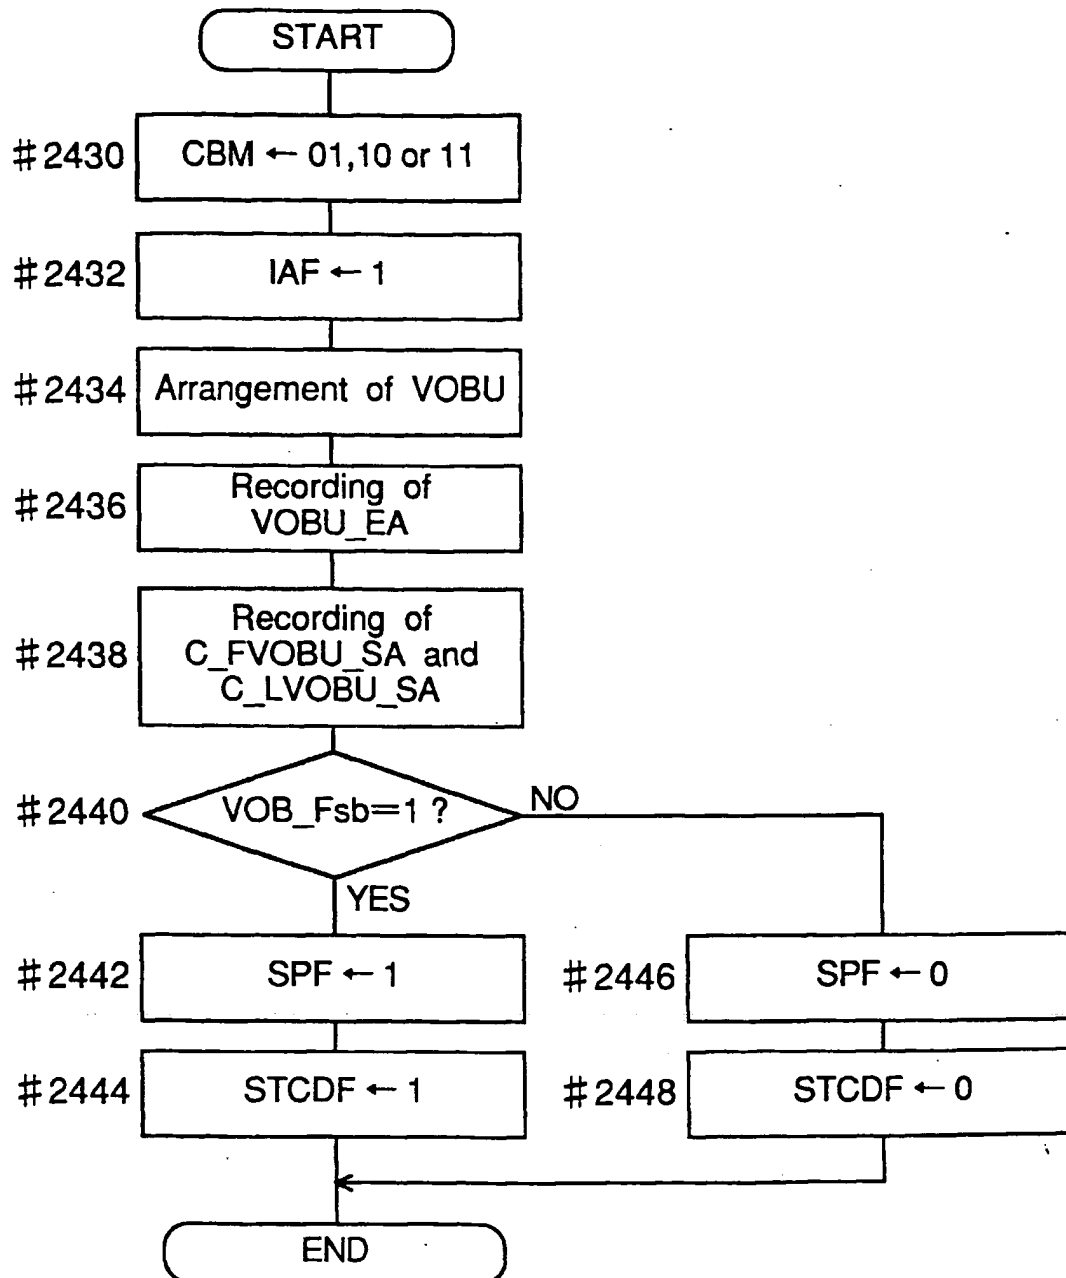 START
#2430
CBM ← 01,10 or 11
#2432
IAF ← 1
#2434
Arrangement of VOBU
#2436
Recording of
VOBU_EA
#2438
Recording of
C_FVOBU_SA and
C_LVOBU_SA
#2440
VOB_Fsb=1 ?
NO
YES
#2442
SPF ← 1
#2446
SPF ← 0
#2444
STCDF ← 1
#2448
STCDF ← 0
END